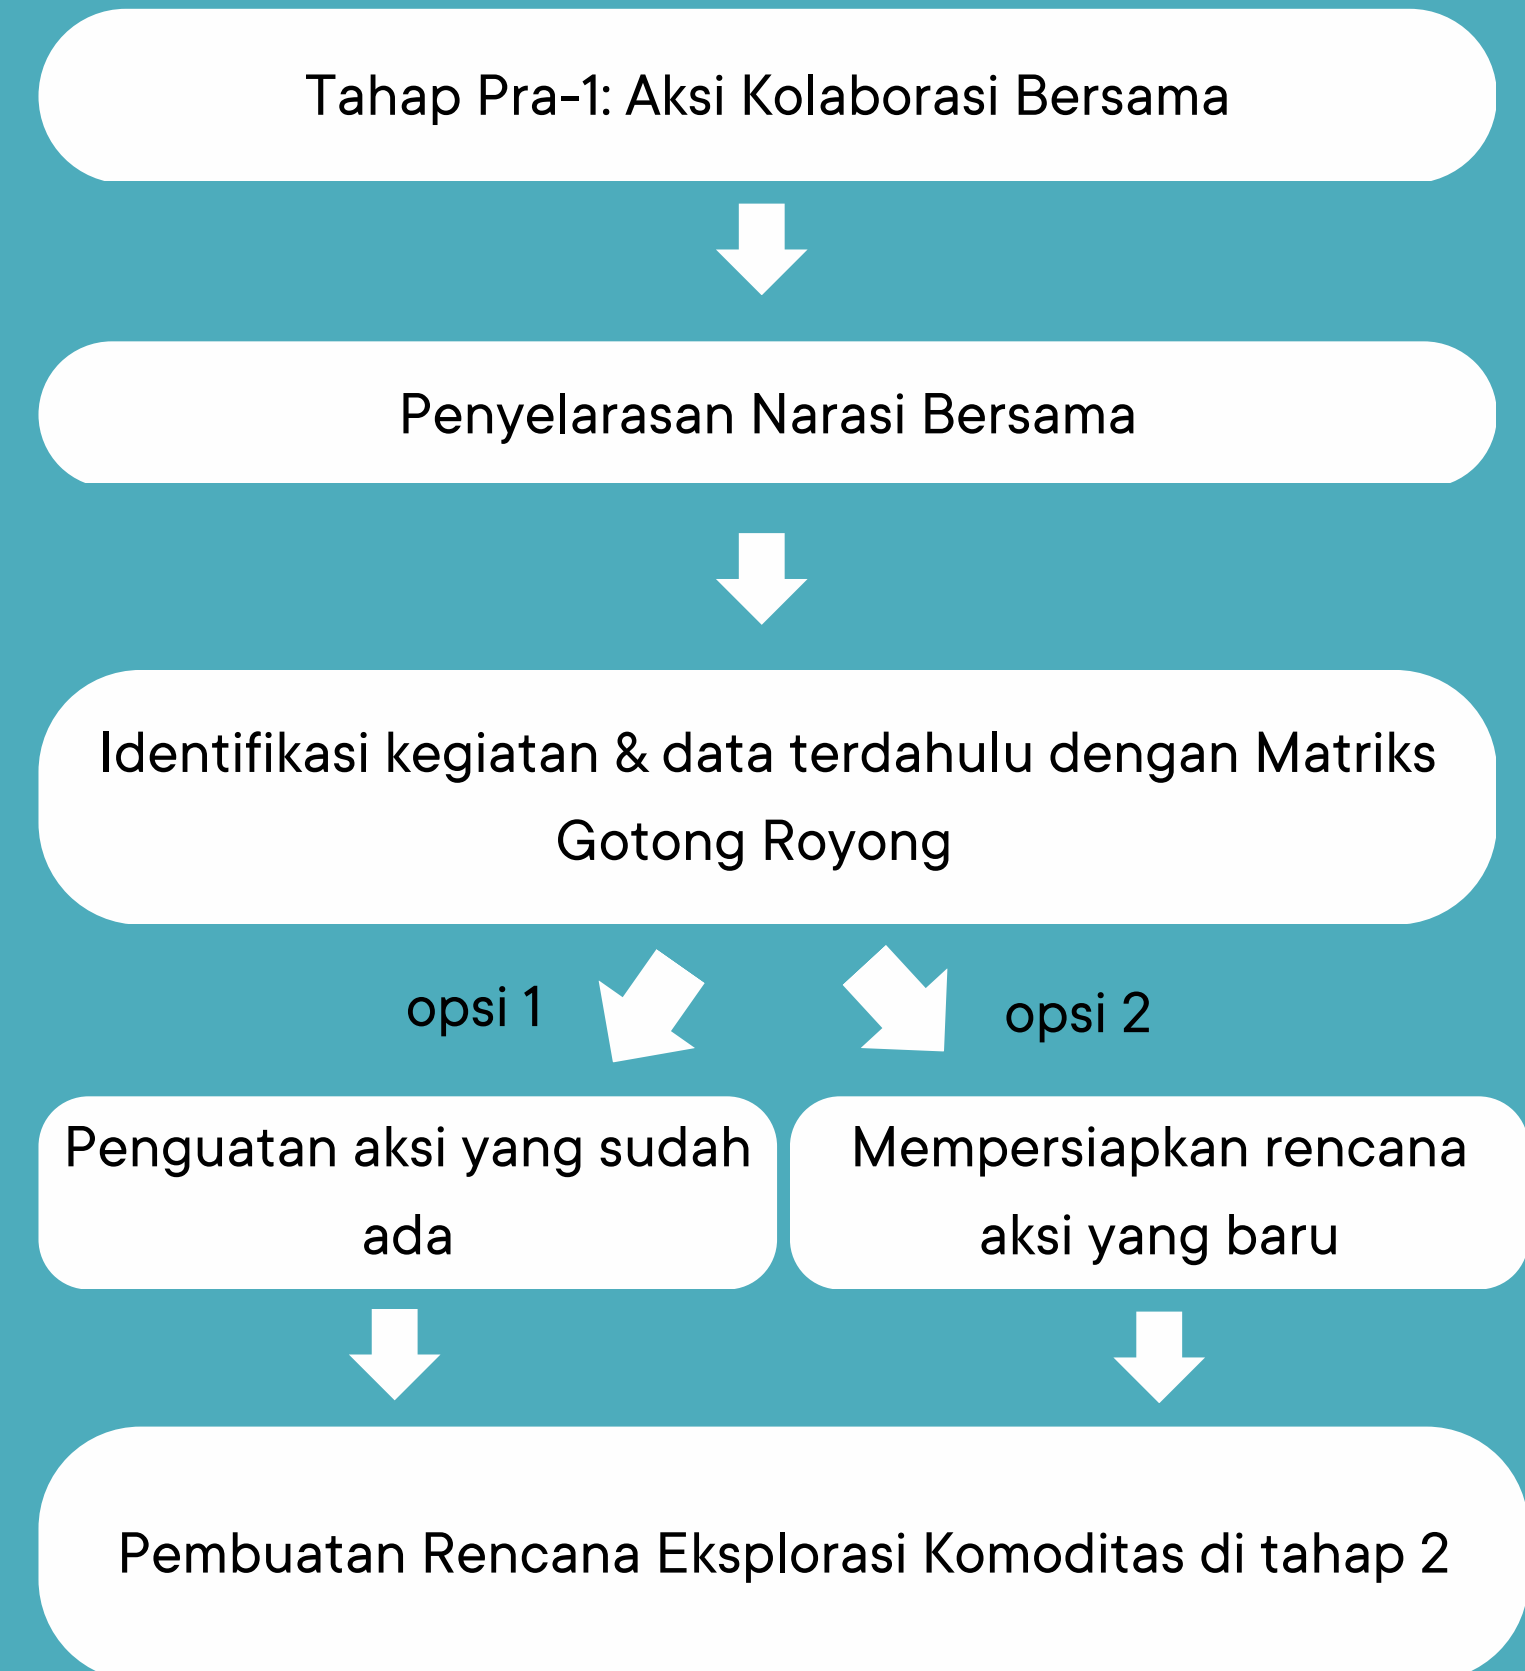 Tahap Pra-1: Aksi Kolaborasi Bersama
Penyelarasan Narasi Bersama
Identifikasi kegiatan & data terdahulu dengan Matriks
Gotong Royong
opsi 1
opsi 2
Penguatan aksi yang sudah
ada
Mempersiapkan rencana
aksi yang baru
Pembuatan Rencana Eksplorasi Komoditas di tahap 2